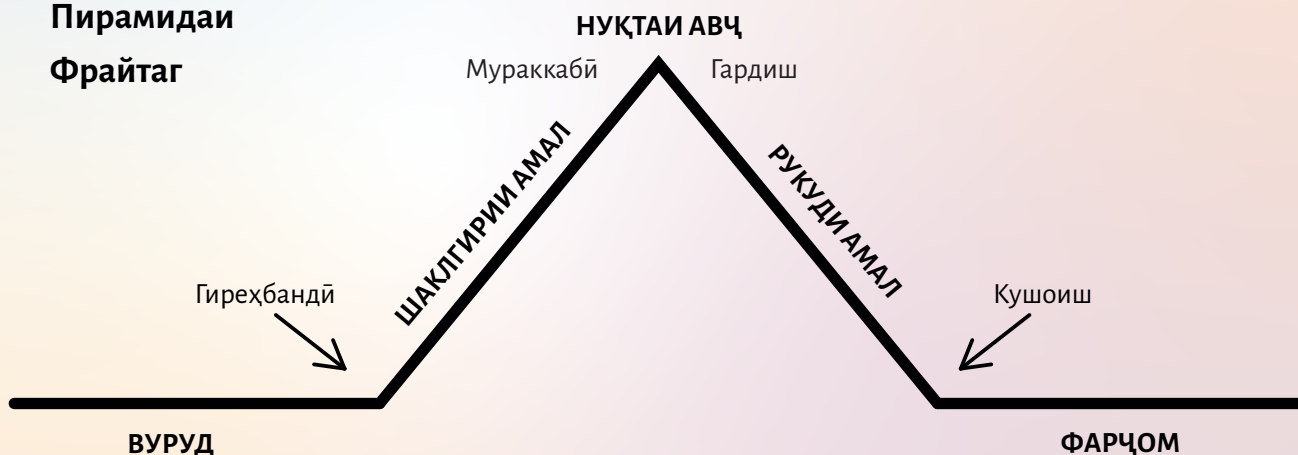 Пирамидаи
Фрайтаг
НУҚТАИ АВҶ
Мураккабӣ
Гардиш
ШАКЛГИРИИ АМАЛ
РУКУДИ АМАЛ
Гиреҳбандӣ
Кушоиш
ВУРУД
ФАРҶОМ